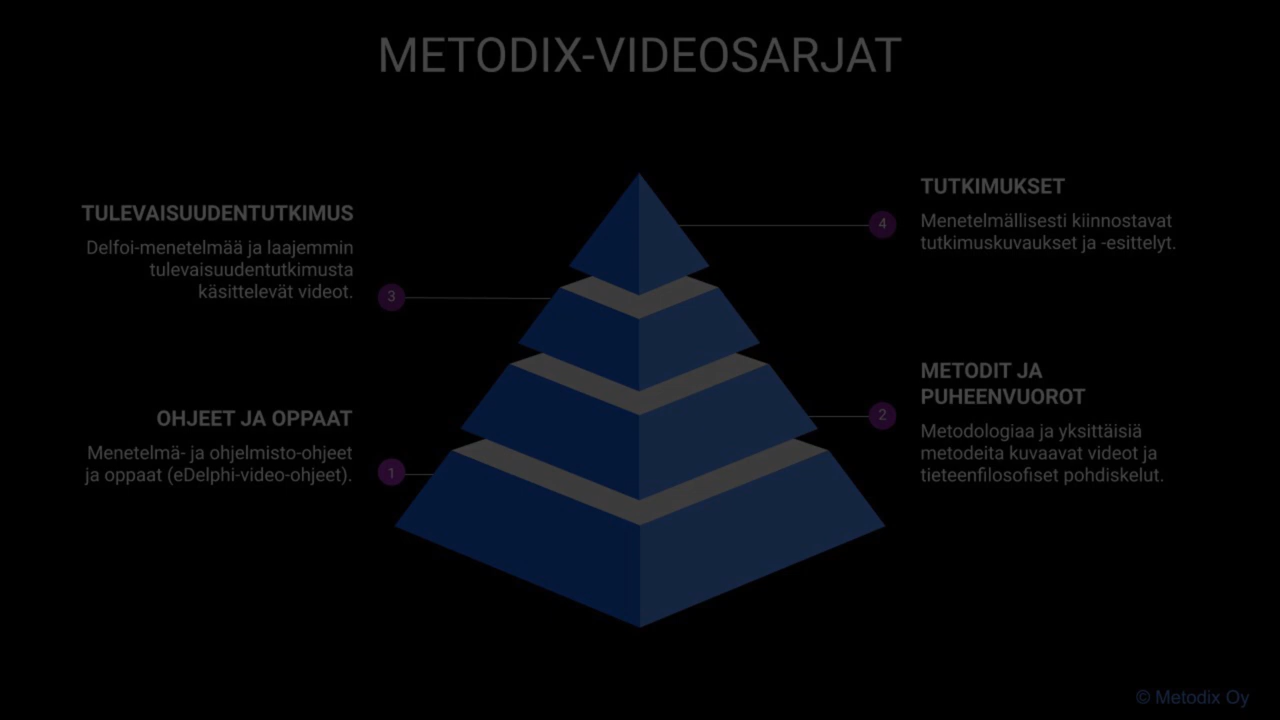 METODIX-VIDEOSARJAT
TULEVAISUUDENTUTKIMUS
Delfoi-menetelmää ja laajemmin
tulevaisuudentutkimusta
käsittelevät videot.
3
OHJEET JA OPPAAT
Menetelmä- ja ohjelmisto-ohjeet
ja oppaat (eDelphi-video-ohjeet).
1
TUTKIMUKSET
Menetelmällisesti kiinnostavat
tutkimuskuvaukset ja -esittelyt.
4
METODIT JA
PUHEENVUOROT
Metodologiaa ja yksittäisiä
metodeita kuvaavat videot ja
tieteenfilosofiset pohdiskelut.
2
© Metodix Oy